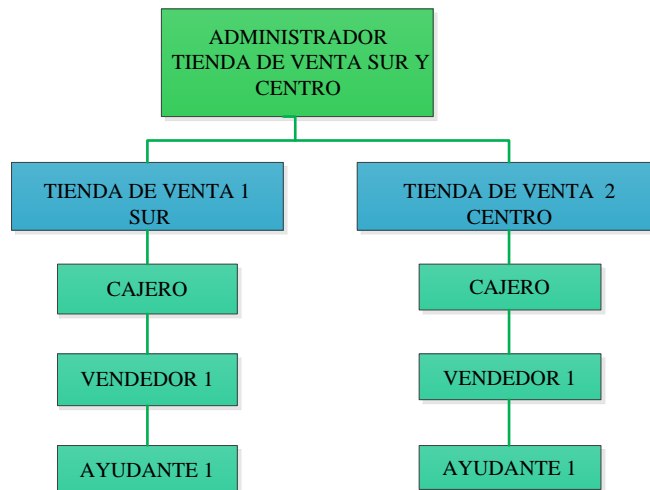 ADMINISTRADOR
TIENDA DE VENTA SUR Y
CENTRO
TIENDA DE VENTA 1
SUR
TIENDA DE VENTA 2
CENTRO
CAJERO
CAJERO
VENDEDOR 1
VENDEDOR 1
AYUDANTE 1
AYUDANTE 1